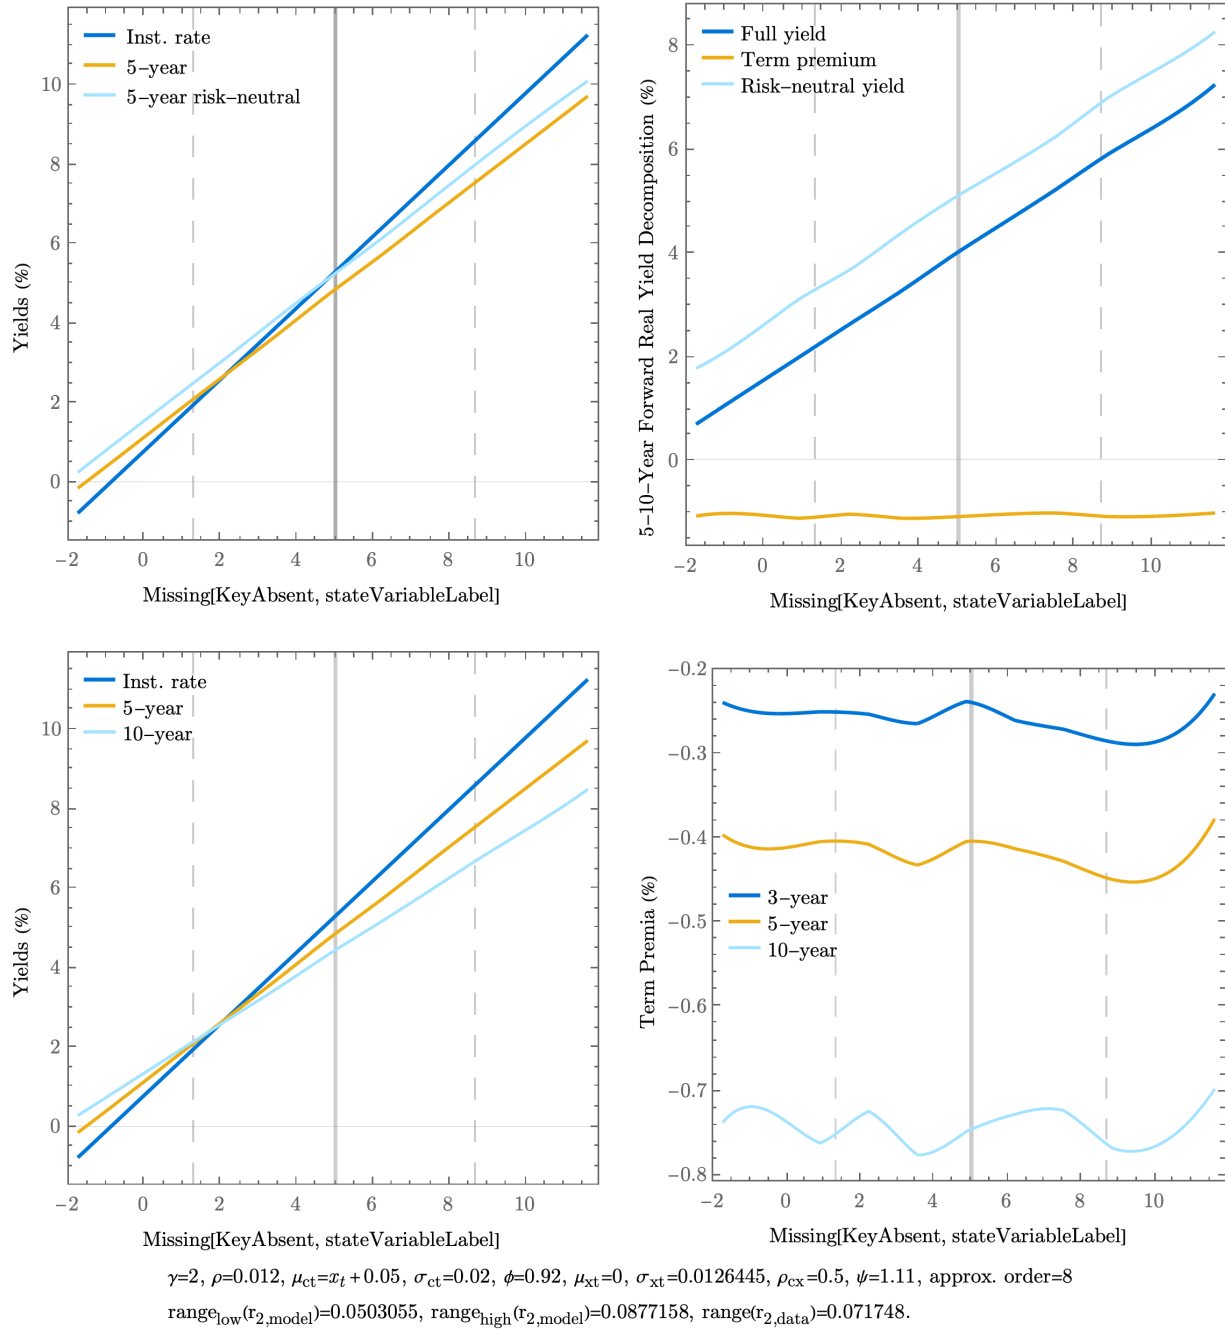 Inst. rate
5-year
5-year risk-neutral
Yields (%)
10
8
6
4
2
0
-2 0 2 4 6 8 10
Missing[KeyAbsent, stateVariableLabel]
Full yield
Term premium
Risk-neutral yield
5-10-Year Forward Real Yield Decomposition (%)
8
6
4
2
0
-2 0 2 4 6 8 10
Missing[KeyAbsent, stateVariableLabel]
Inst. rate
5-year
10-year
Yields (%)
10
8
6
4
2
0
-2 0 2 4 6 8 10
Missing[KeyAbsent, stateVariableLabel]
3-year
5-year
10-year
Term Premia (%)
-0.2
-0.3
-0.4
-0.5
-0.6
-0.7
-0.8
-2 0 2 4 6 8 10
Missing[KeyAbsent, stateVariableLabel]
γ=2, ρ=0.012, μct=xt+0.05, σct=0.02, ϕ=0.92, μxt=0, σxt=0.0126445, ρcx=0.5, ψ=1.11, approx. order=8
rangelow(r2,model)=0.0503055, rangehigh(r2,model)=0.0877158, range(r2,data)=0.071748.